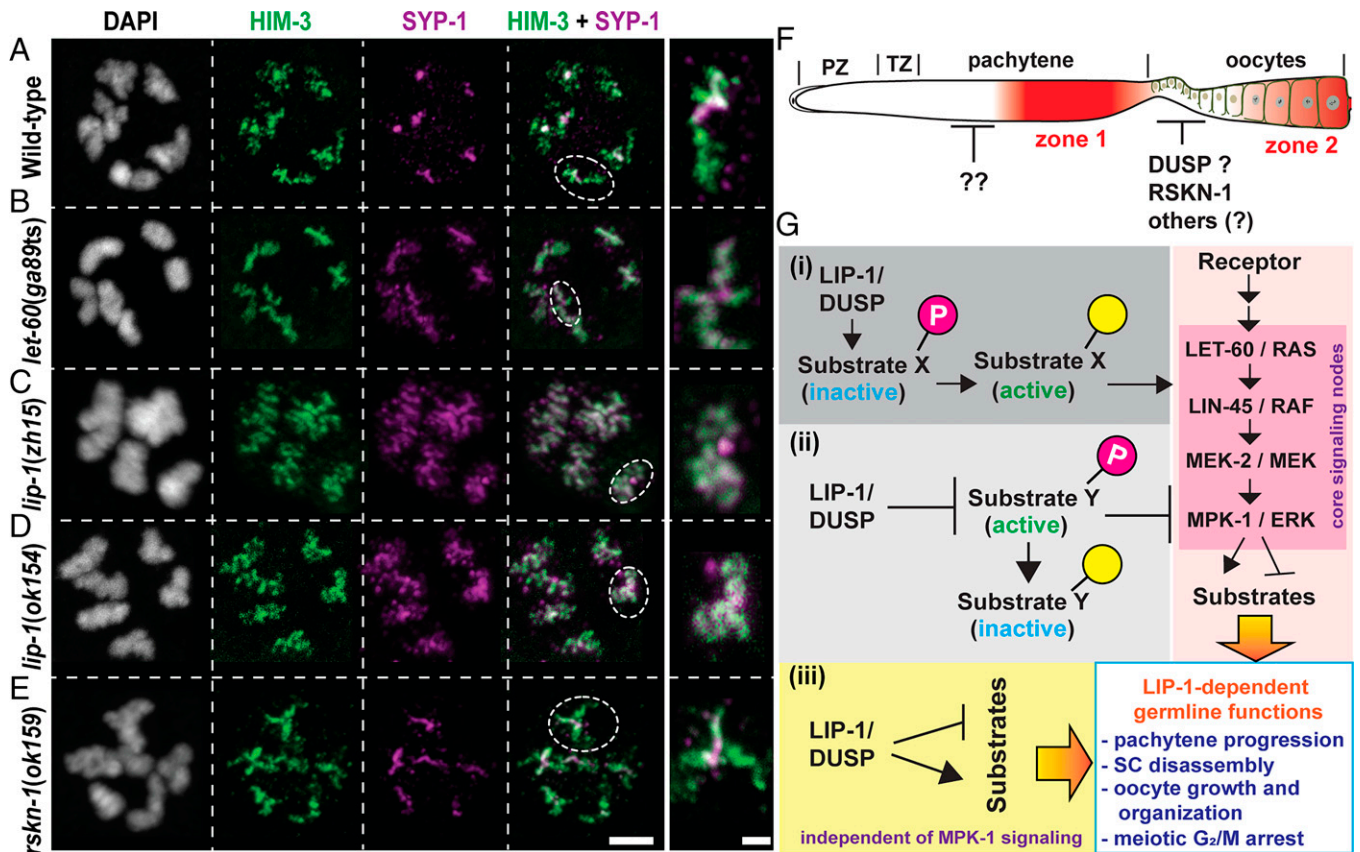 DAPI HIM-3 SYP-1 HIM-3 + SYP-1
A
Wild-type
B
let-60(ga89ts)
C
lip-1(zh15)
D
lip-1(ok154)
E
rskn-1(ok159)
F
PZ TZ pachytene oocytes
zone 1
zone 2
??
DUSP ?
RSKN-1
others (?)
G
(i)
LIP-1/
DUSP
P
Substrate X
(inactive)
Substrate X
(active)
(ii)
LIP-1/
DUSP
P
Substrate Y
(active)
Substrate Y
(inactive)
Receptor
LET-60 / RAS
LIN-45 / RAF
MEK-2 / MEK
MPK-1 / ERK
core signaling nodes
Substrates
(iii)
LIP-1/
DUSP
Substrates
independent of MPK-1 signaling
LIP-1-dependent
germline functions
- pachytene progression
- SC disassembly
- oocyte growth and
organization
- meiotic G₂/M arrest